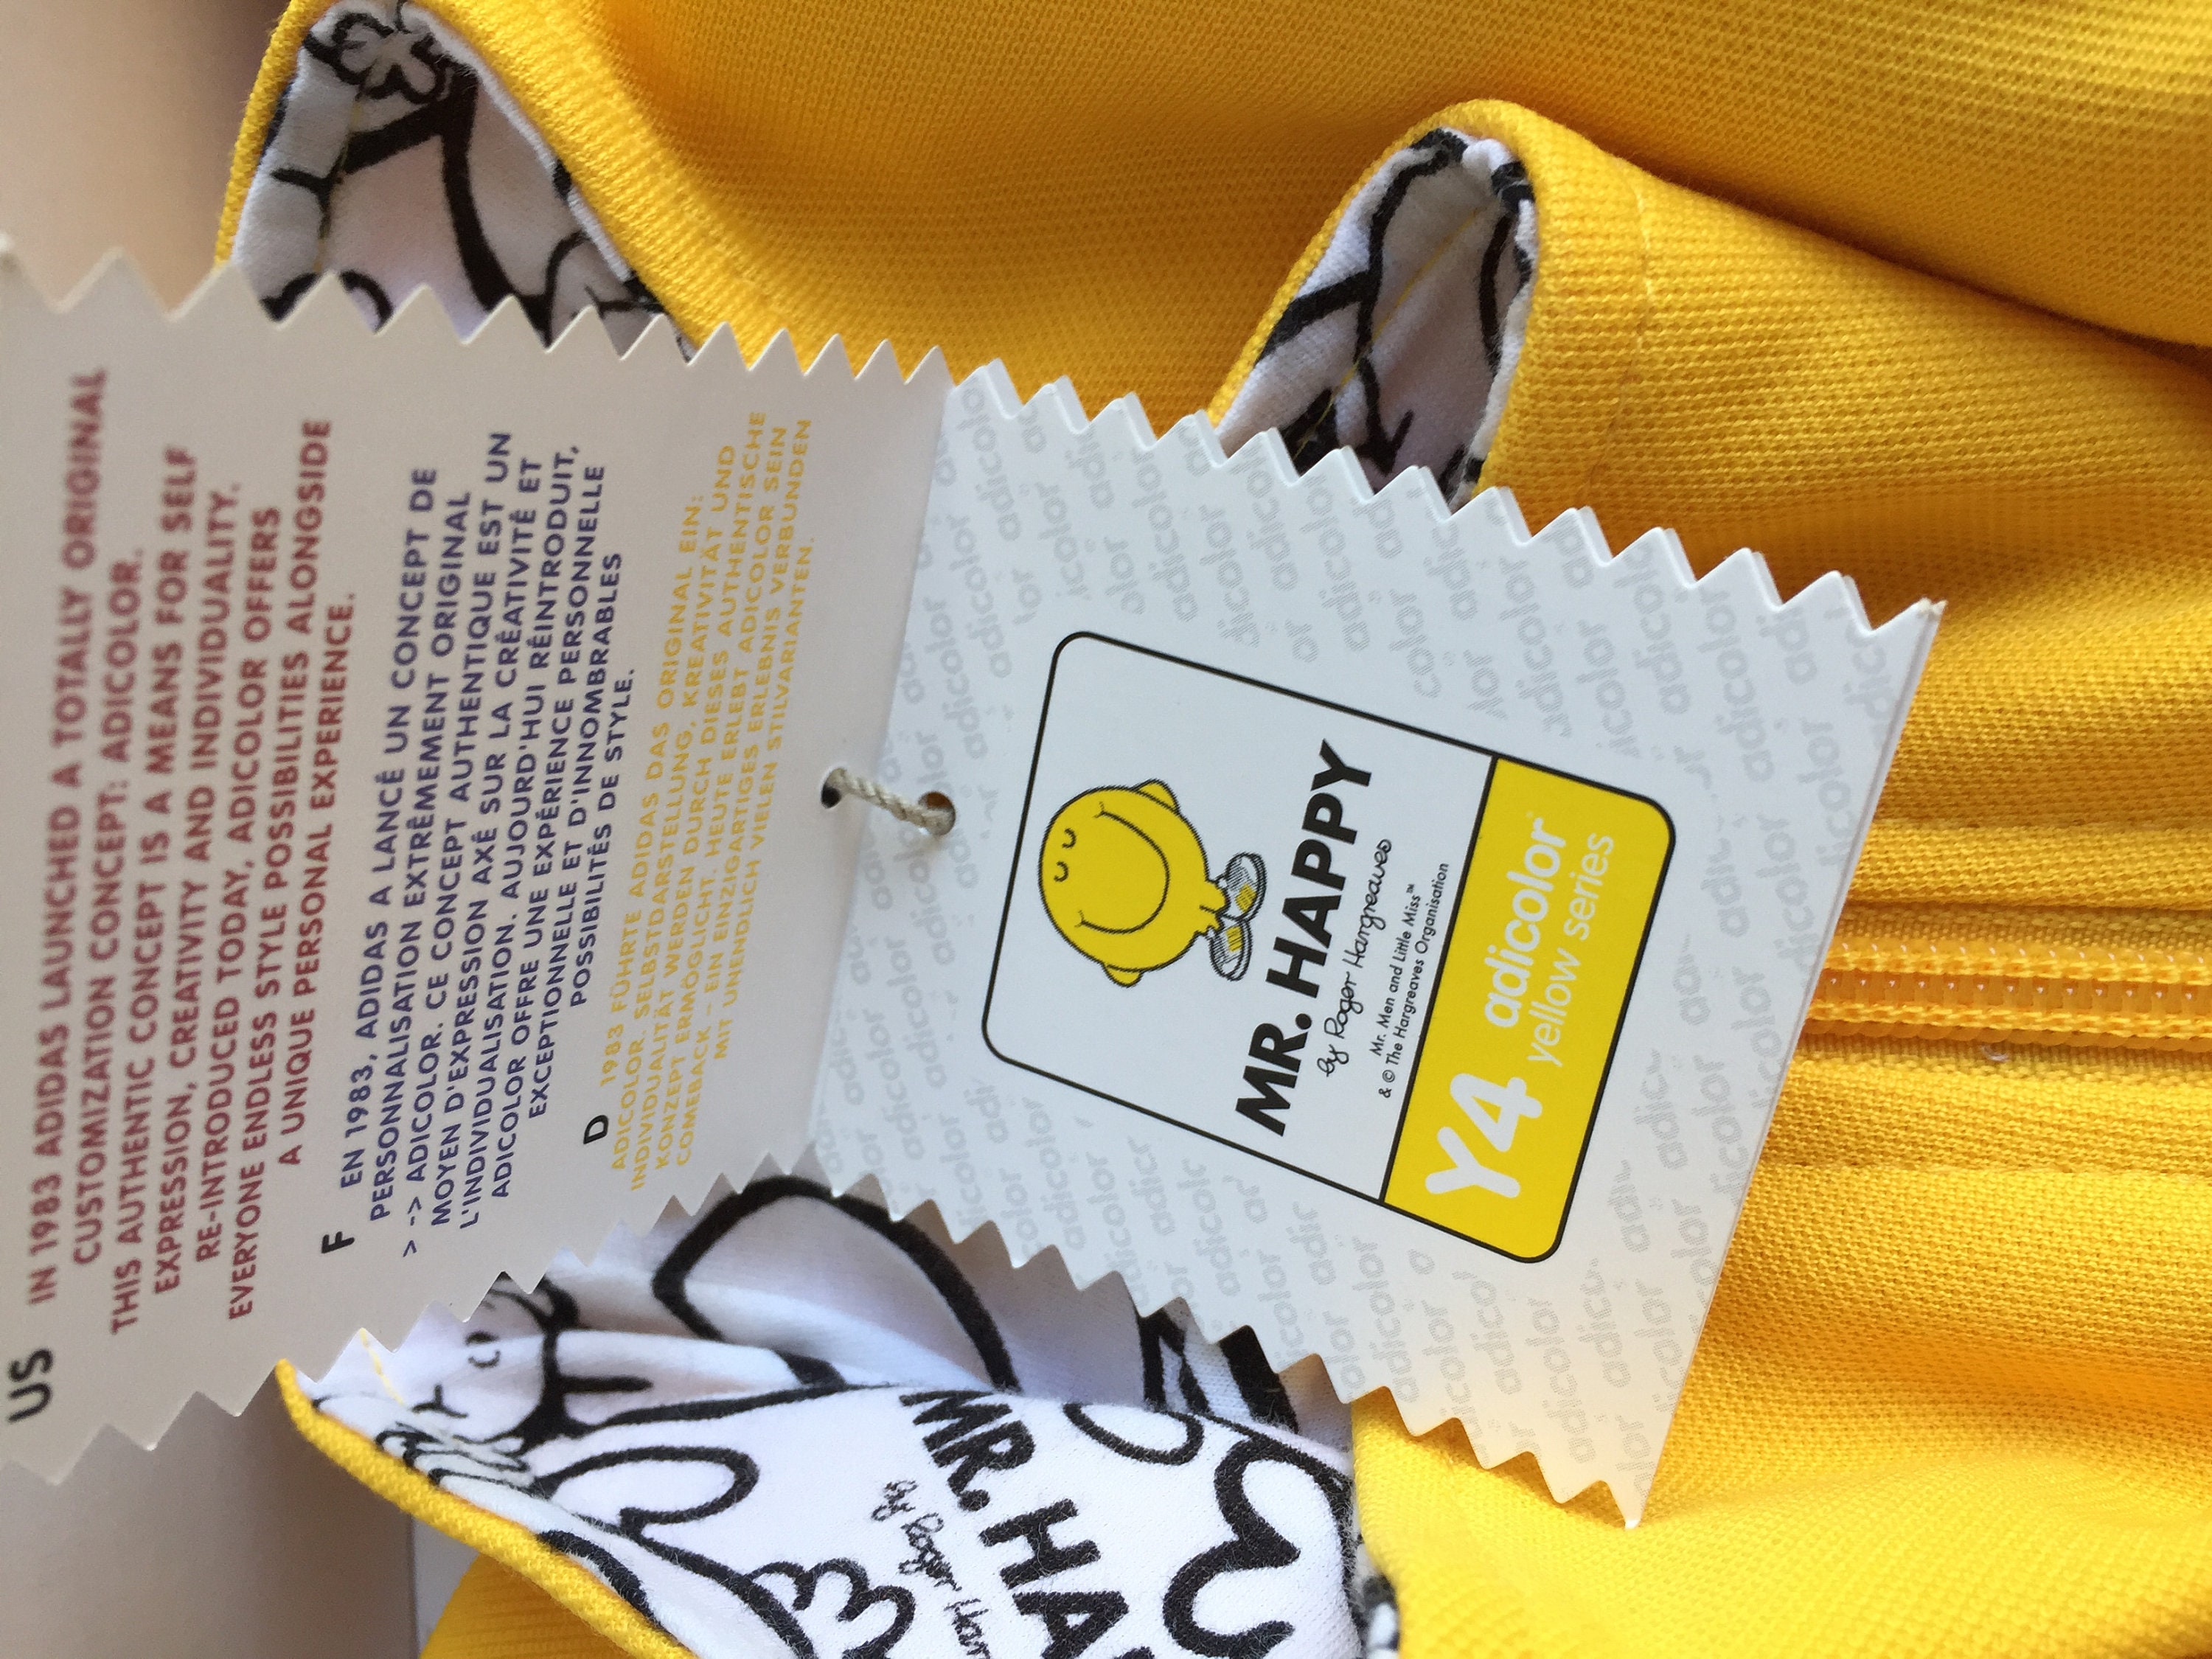 US
IN 1983 ADIDAS LAUNCHED A TOTALLY ORIGINAL
CUSTOMIZATION CONCEPT: ADICOLOR.
THIS AUTHENTIC CONCEPT IS A MEANS FOR SELF
EXPRESSION, CREATIVITY AND INDIVIDUALITY.
RE-INTRODUCED TODAY, ADICOLOR OFFERS
EVERYONE ENDLESS STYLE POSSIBILITIES ALONGSIDE
A UNIQUE PERSONAL EXPERIENCE.
F
EN 1983, ADIDAS A LANCÉ UN CONCEPT DE
PERSONNALISATION EXTRÊMEMENT ORIGINAL
> -> ADICOLOR. CE CONCEPT AUTHENTIQUE EST UN
MOYEN D'EXPRESSION AXÉ SUR LA CRÉATIVITÉ ET
L'INDIVIDUALISATION. AUJOURD'HUI RÉINTRODUIT,
ADICOLOR OFFRE UNE EXPÉRIENCE PERSONNELLE
EXCEPTIONNELLE ET D'INNOMBRABLES
POSSIBILITÉS DE STYLE.
D
1983 FÜHRTE ADIDAS DAS ORIGINAL EIN:
ADICOLOR. SELBSTDARSTELLUNG, KREATIVITÄT UND
INDIVIDUALITÄT WERDEN DURCH DIESES AUTHENTISCHE
KONZEPT ERMÖGLICHT. HEUTE ERLEBT ADICOLOR SEIN
COMEBACK – EIN EINZIGARTIGES ERLEBNIS VERBUNDEN
MIT UNENDLICH VIELEN STILVARIANTEN.
MR. HAPPY
by Roger Hargreaves
Mr. Men and Little Miss™
& © The Hargreaves Organisation
Y4 adicolor
yellow series
MR. HA
by Roger Har